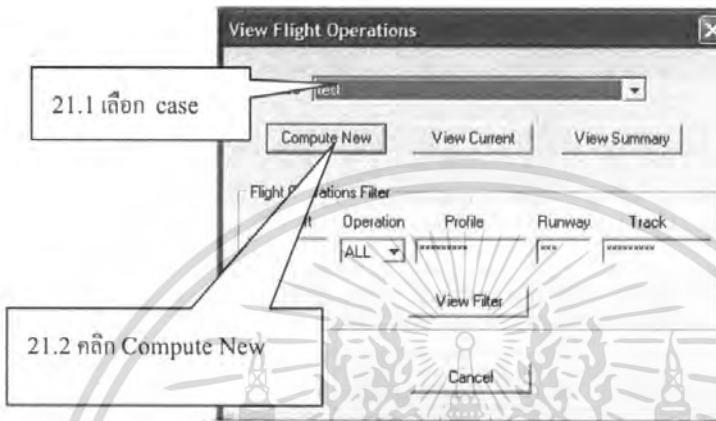 View Flight Operations
21.1 เลือก case
test
Compute New View Current View Summary
Flight Operations Filter
Operation Profile Runway Track
ALL ********* *** *********
View Filter
21.2 คลิก Compute New
Cancel